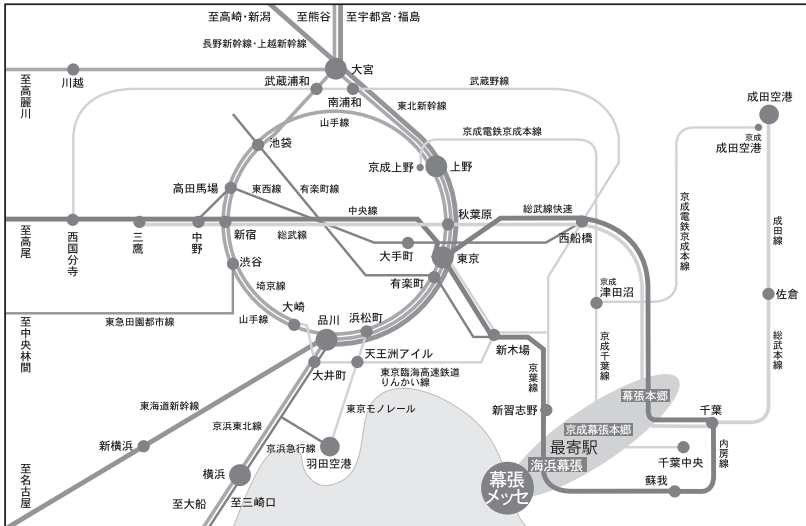 至高崎・新潟
至熊谷
至宇都宮・福島
長野新幹線・上越新幹線
大宮
川越
至高麗川
武蔵浦和
南浦和
武蔵野線
東北新幹線
山手線
京成電鉄京成本線
成田空港
京成
成田空港
池袋
京成上野
上野
高田馬場
東西線
有楽町線
中央線
秋葉原
総武線快速
京成電鉄京成本線
成田線
至高尾
西国分寺
三鷹
中野
新宿
総武線
大手町
東京
西船橋
渋谷
有楽町
京成
津田沼
佐倉
埼京線
大崎
山手線
品川
浜松町
東急田園都市線
至中央林間
新木場
京葉線
京成千葉線
総武本線
天王洲アイル
大井町
東京臨海高速鉄道
りんかい線
東海道新幹線
京浜東北線
東京モノレール
新習志野
幕張本郷
千葉
京成幕張本郷
新横浜
京浜急行線
羽田空港
最寄駅
海浜幕張
千葉中央
内房線
横浜
幕張
メッセ
蘇我
至名古屋
至大船
至三崎口